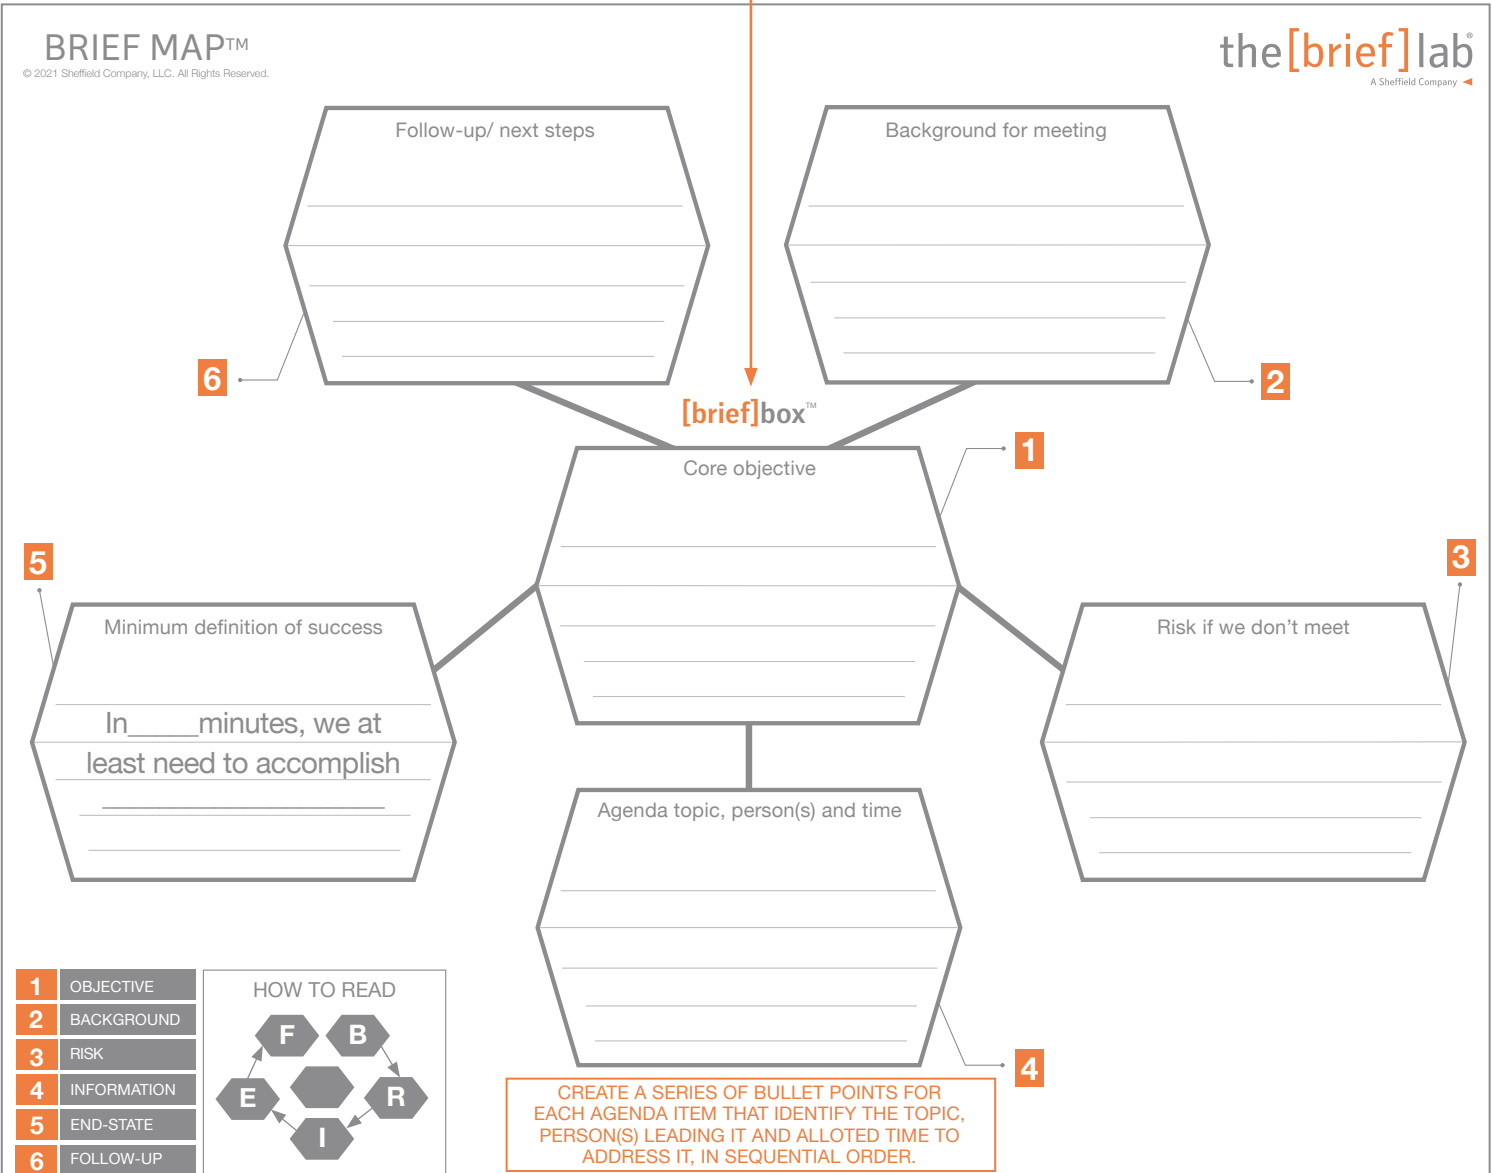 BRIEF MAP™
© 2021 Sheffield Company, LLC. All Rights Reserved.
the[brief]lab®
A Sheffield Company
Follow-up/ next steps
Background for meeting
6
2
[brief]box™
1
Core objective
5
3
Minimum definition of success
In_____minutes, we at
least need to accomplish
____________________
Risk if we don’t meet
Agenda topic, person(s) and time
4
CREATE A SERIES OF BULLET POINTS FOR
EACH AGENDA ITEM THAT IDENTIFY THE TOPIC,
PERSON(S) LEADING IT AND ALLOTED TIME TO
ADDRESS IT, IN SEQUENTIAL ORDER.
1 OBJECTIVE
2 BACKGROUND
3 RISK
4 INFORMATION
5 END-STATE
6 FOLLOW-UP
HOW TO READ
F B
E R
I